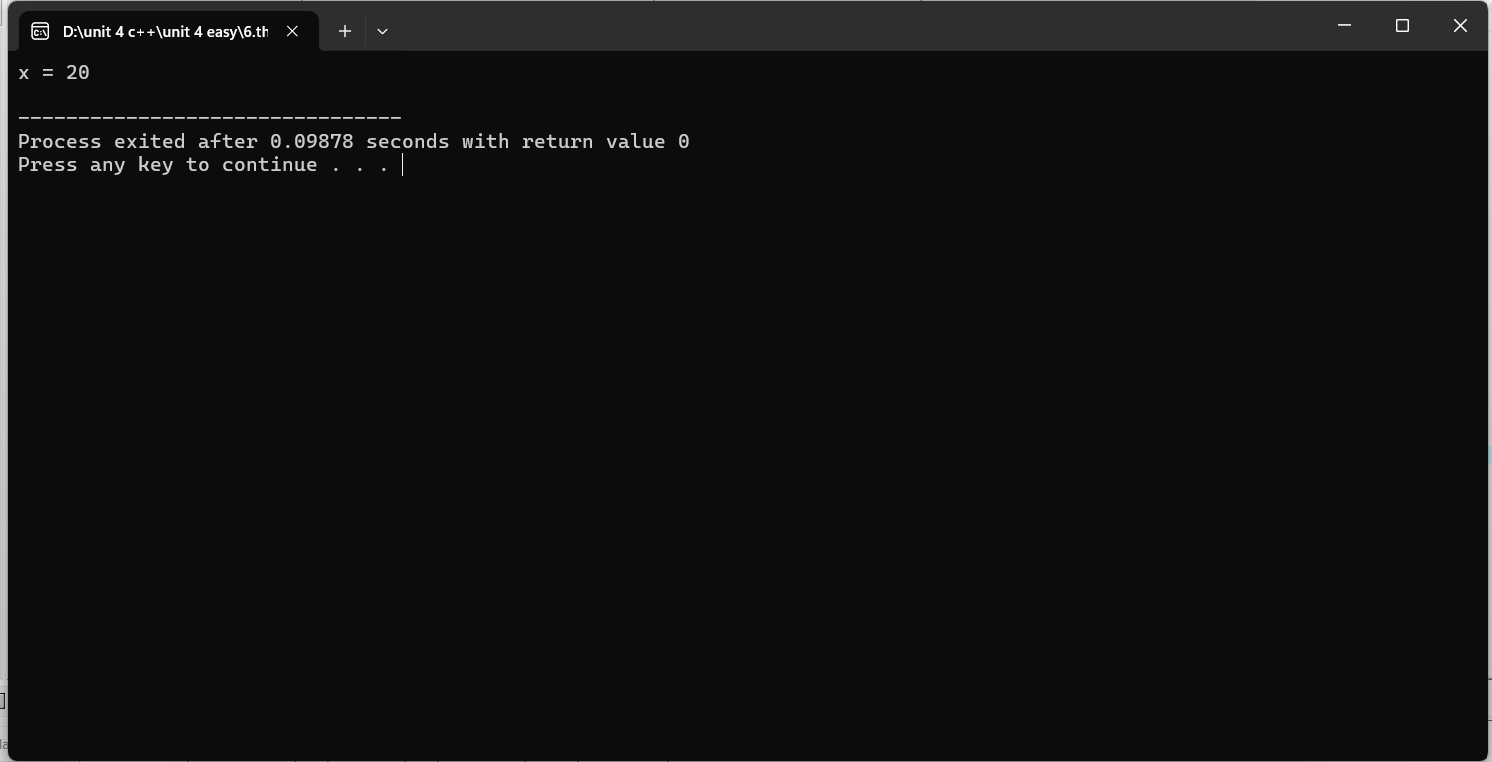 D:\unit 4 c++\unit 4 easy\6.th
x = 20
--------------------------------
Process exited after 0.09878 seconds with return value 0
Press any key to continue . . .